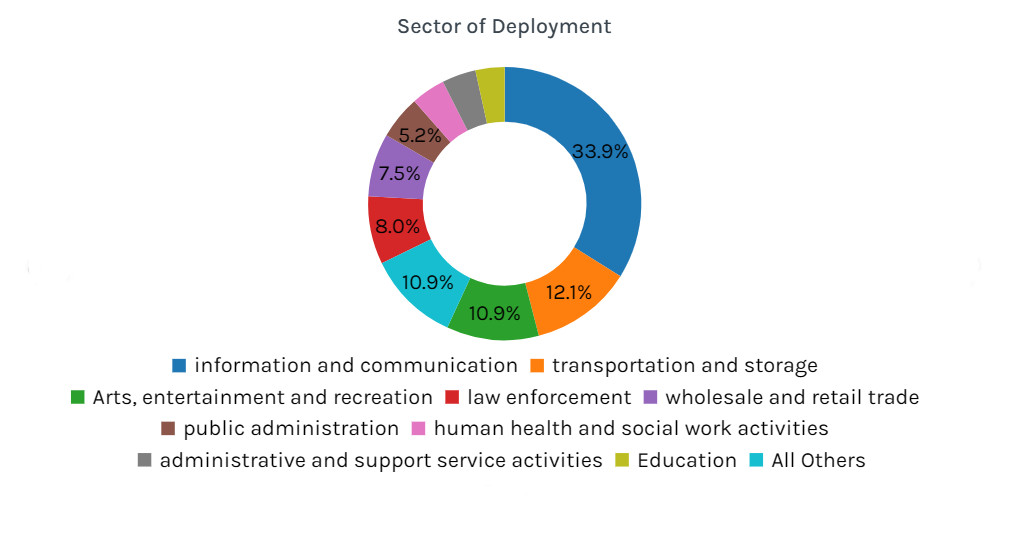 Sector of Deployment
33.9%
12.1%
10.9%
10.9%
8.0%
7.5%
5.2%
information and communication transportation and storage
Arts, entertainment and recreation law enforcement wholesale and retail trade
public administration human health and social work activities
administrative and support service activities Education All Others